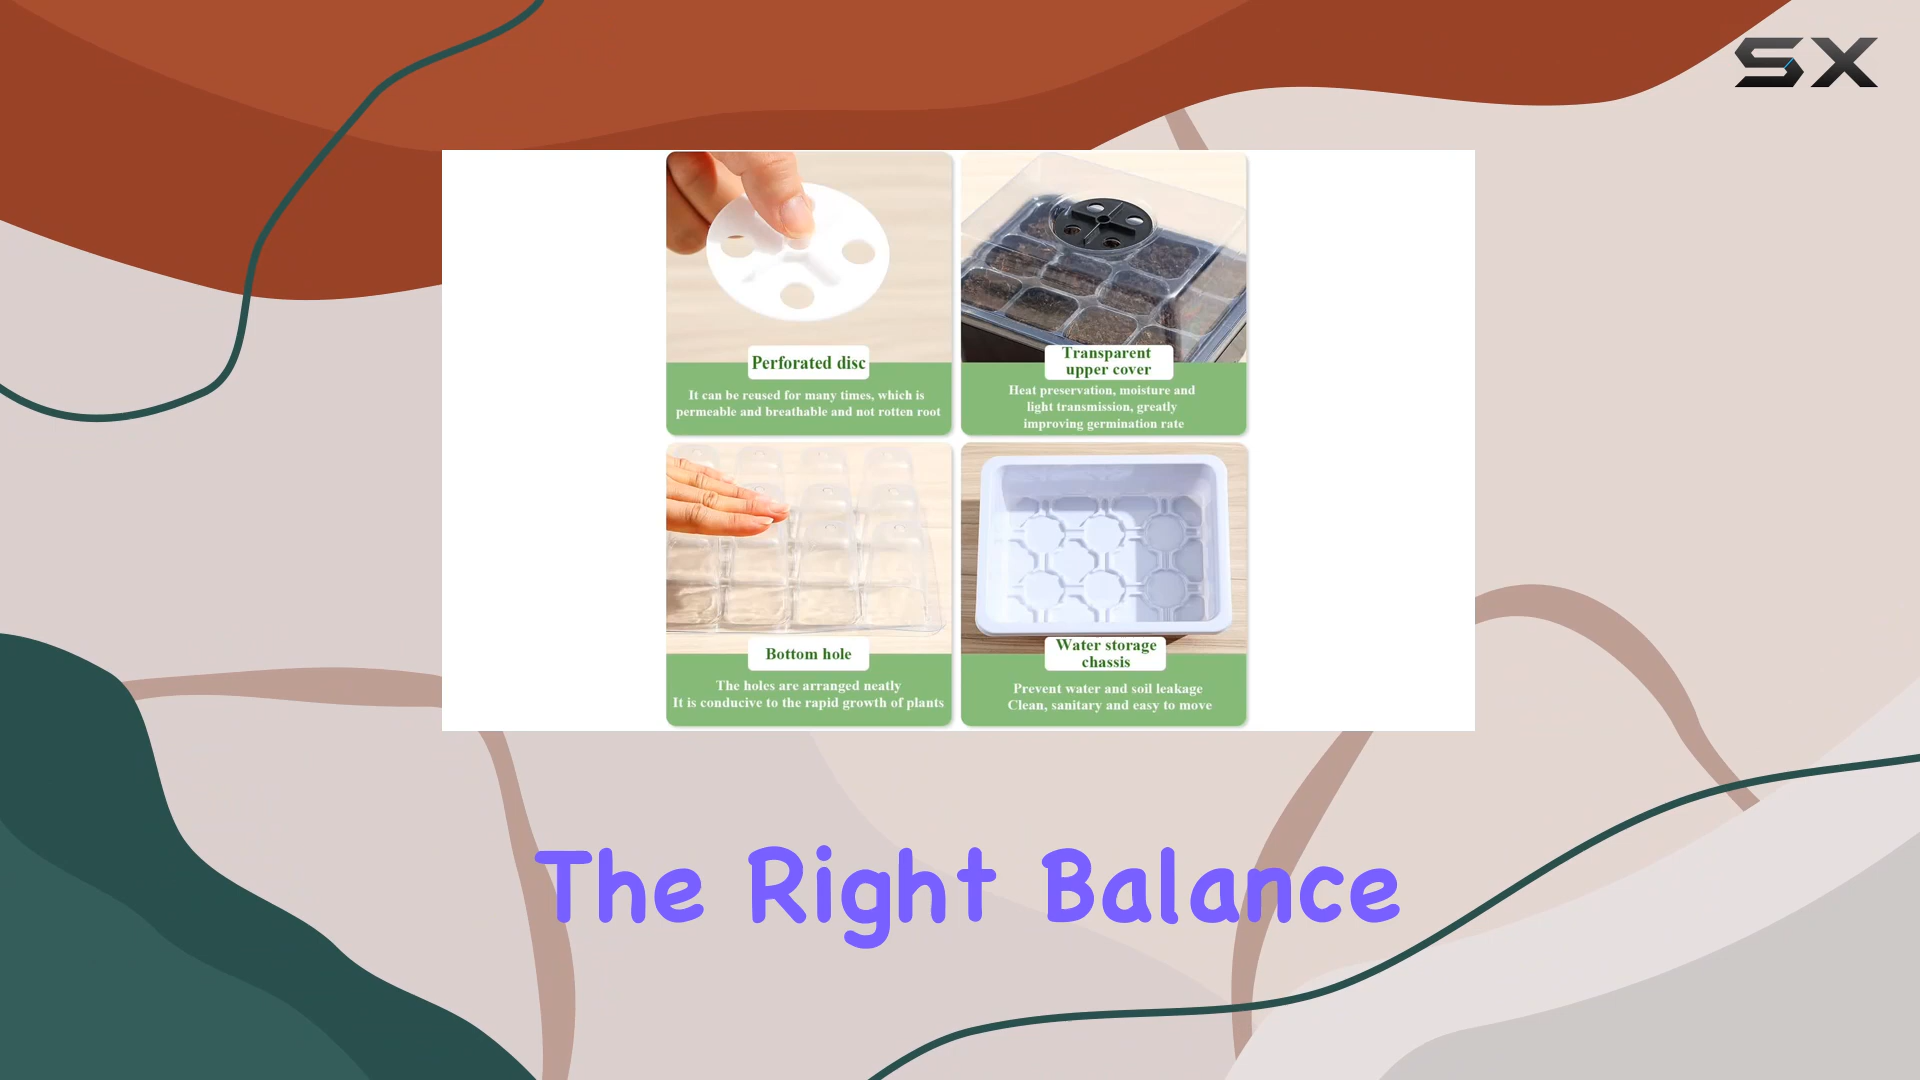 SX
Perforated disc
It can be reused for many times, which is
permeable and breathable and not rotten root
Transparent
upper cover
Heat preservation, moisture and
light transmission, greatly
improving germination rate
Bottom hole
The holes are arranged neatly
It is conducive to the rapid growth of plants
Water storage
chassis
Prevent water and soil leakage
Clean, sanitary and easy to move
The Right Balance